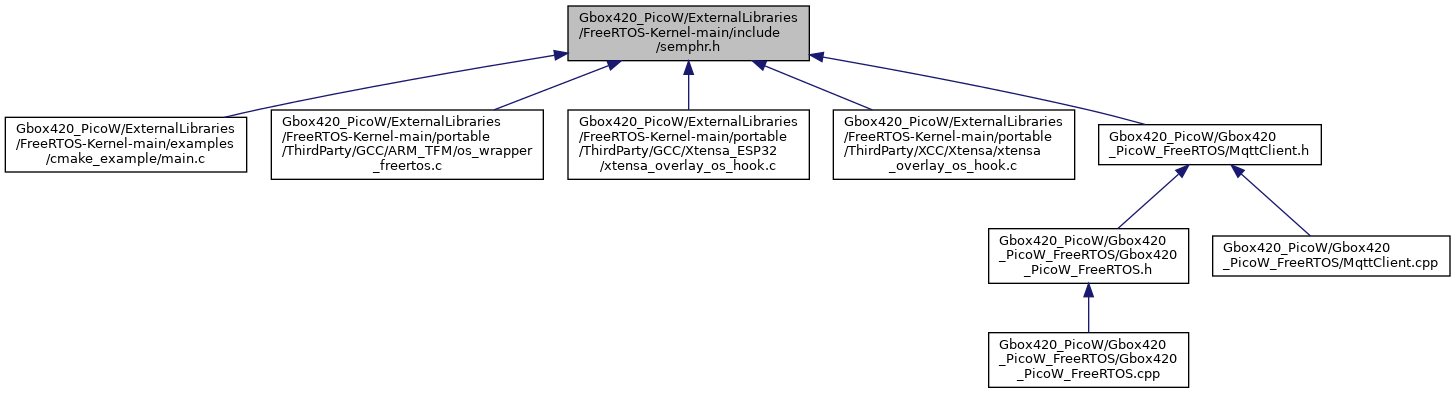 Gbox420_PicoW/ExternalLibraries
/FreeRTOS-Kernel-main/include
/semphr.h
Gbox420_PicoW/ExternalLibraries
/FreeRTOS-Kernel-main/examples
/cmake_example/main.c
Gbox420_PicoW/ExternalLibraries
/FreeRTOS-Kernel-main/portable
/ThirdParty/GCC/ARM_TFM/os_wrapper
_freertos.c
Gbox420_PicoW/ExternalLibraries
/FreeRTOS-Kernel-main/portable
/ThirdParty/GCC/Xtensa_ESP32
/xtensa_overlay_os_hook.c
Gbox420_PicoW/ExternalLibraries
/FreeRTOS-Kernel-main/portable
/ThirdParty/XCC/Xtensa/xtensa
_overlay_os_hook.c
Gbox420_PicoW/Gbox420
_PicoW_FreeRTOS/MqttClient.h
Gbox420_PicoW/Gbox420
_PicoW_FreeRTOS/Gbox420
_PicoW_FreeRTOS.h
Gbox420_PicoW/Gbox420
_PicoW_FreeRTOS/MqttClient.cpp
Gbox420_PicoW/Gbox420
_PicoW_FreeRTOS/Gbox420
_PicoW_FreeRTOS.cpp